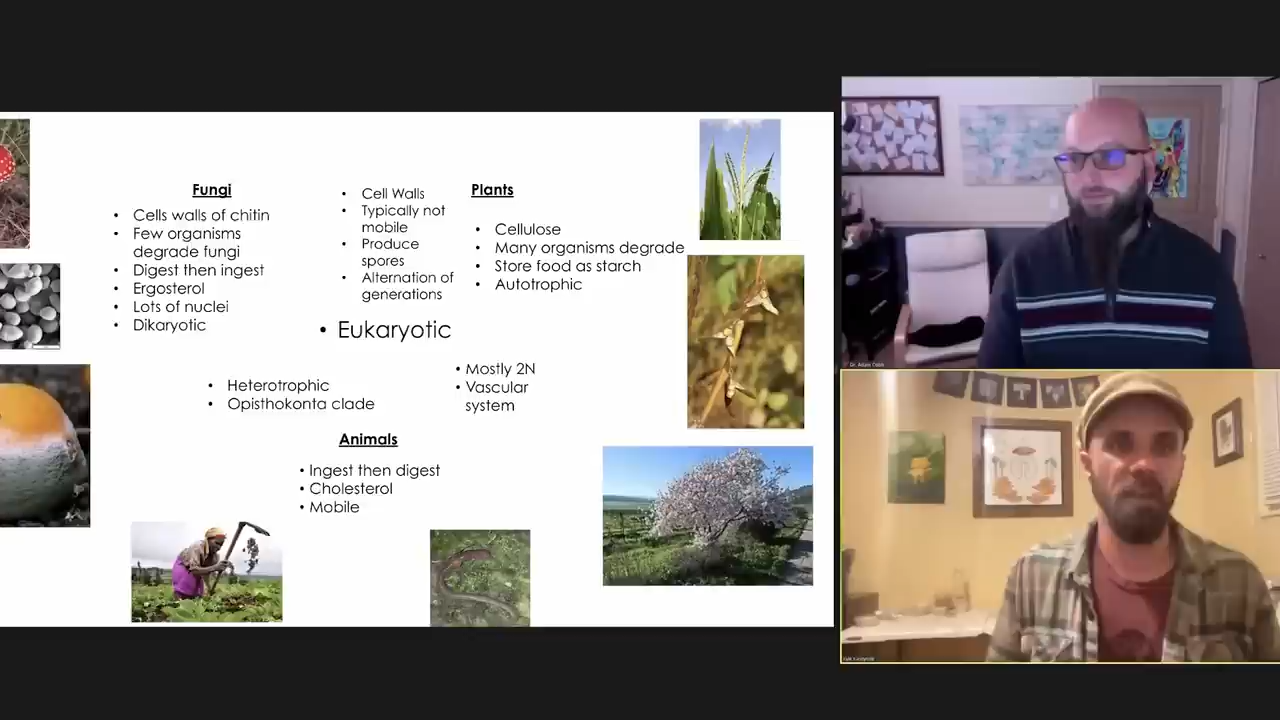 Fungi
• Cells walls of chitin
• Few organisms
degrade fungi
• Digest then ingest
• Ergosterol
• Lots of nuclei
• Dikaryotic
• Cell Walls
• Typically not
mobile
• Produce
spores
• Alternation of
generations
Plants
• Cellulose
• Many organisms degrade
• Store food as starch
• Autotrophic
• Eukaryotic
• Heterotrophic
• Opisthokonta clade
• Mostly 2N
• Vascular
system
Animals
• Ingest then digest
• Cholesterol
• Mobile